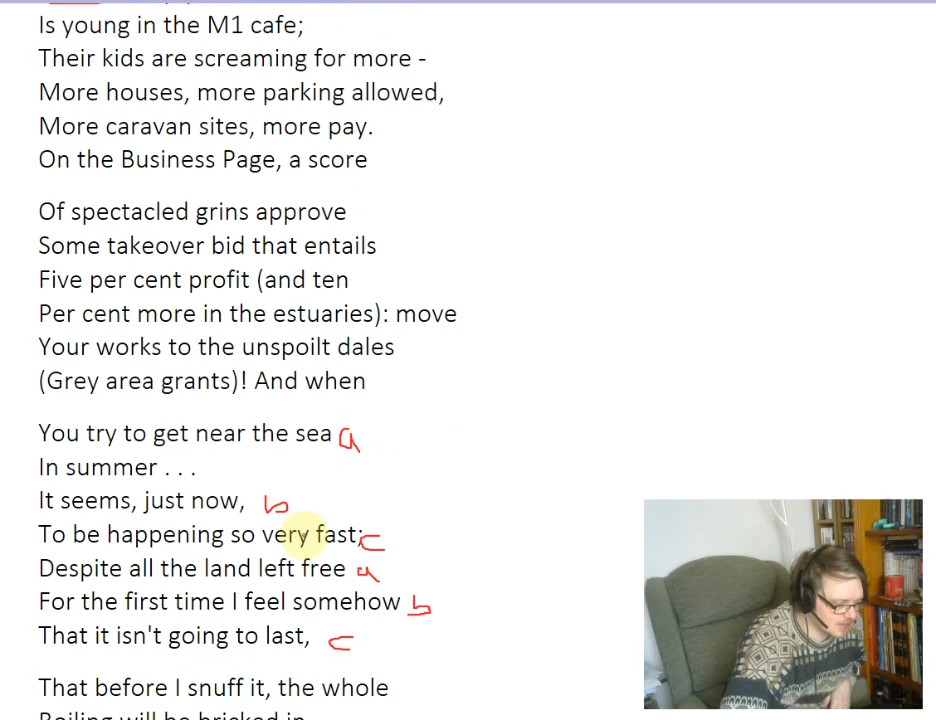 Is young in the M1 cafe;
Their kids are screaming for more -
More houses, more parking allowed,
More caravan sites, more pay.
On the Business Page, a score
Of spectacled grins approve
Some takeover bid that entails
Five per cent profit (and ten
Per cent more in the estuaries): move
Your works to the unspoilt dales
(Grey area grants)! And when
You try to get near the sea a
In summer . . .
It seems, just now, b
To be happening so very fast; c
Despite all the land left free a
For the first time I feel somehow b
That it isn't going to last, c
That before I snuff it, the whole
Boiling will be bricked in